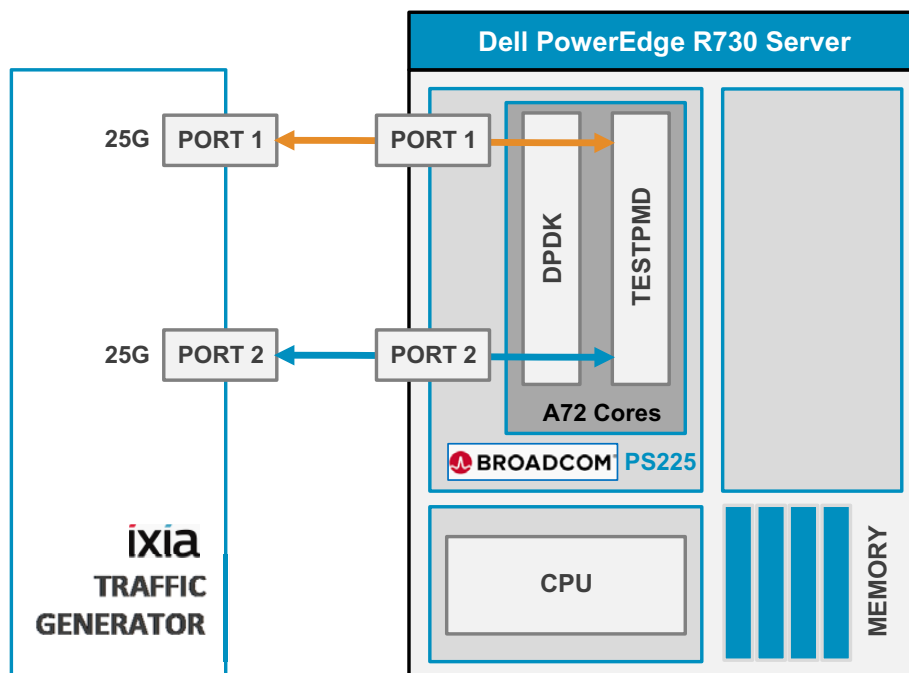 Dell PowerEdge R730 Server
25G
PORT 1
PORT 1
DPDK
TESTPMD
25G
PORT 2
PORT 2
A72 Cores
BROADCOM® PS225
ixia
TRAFFIC
GENERATOR
CPU
MEMORY